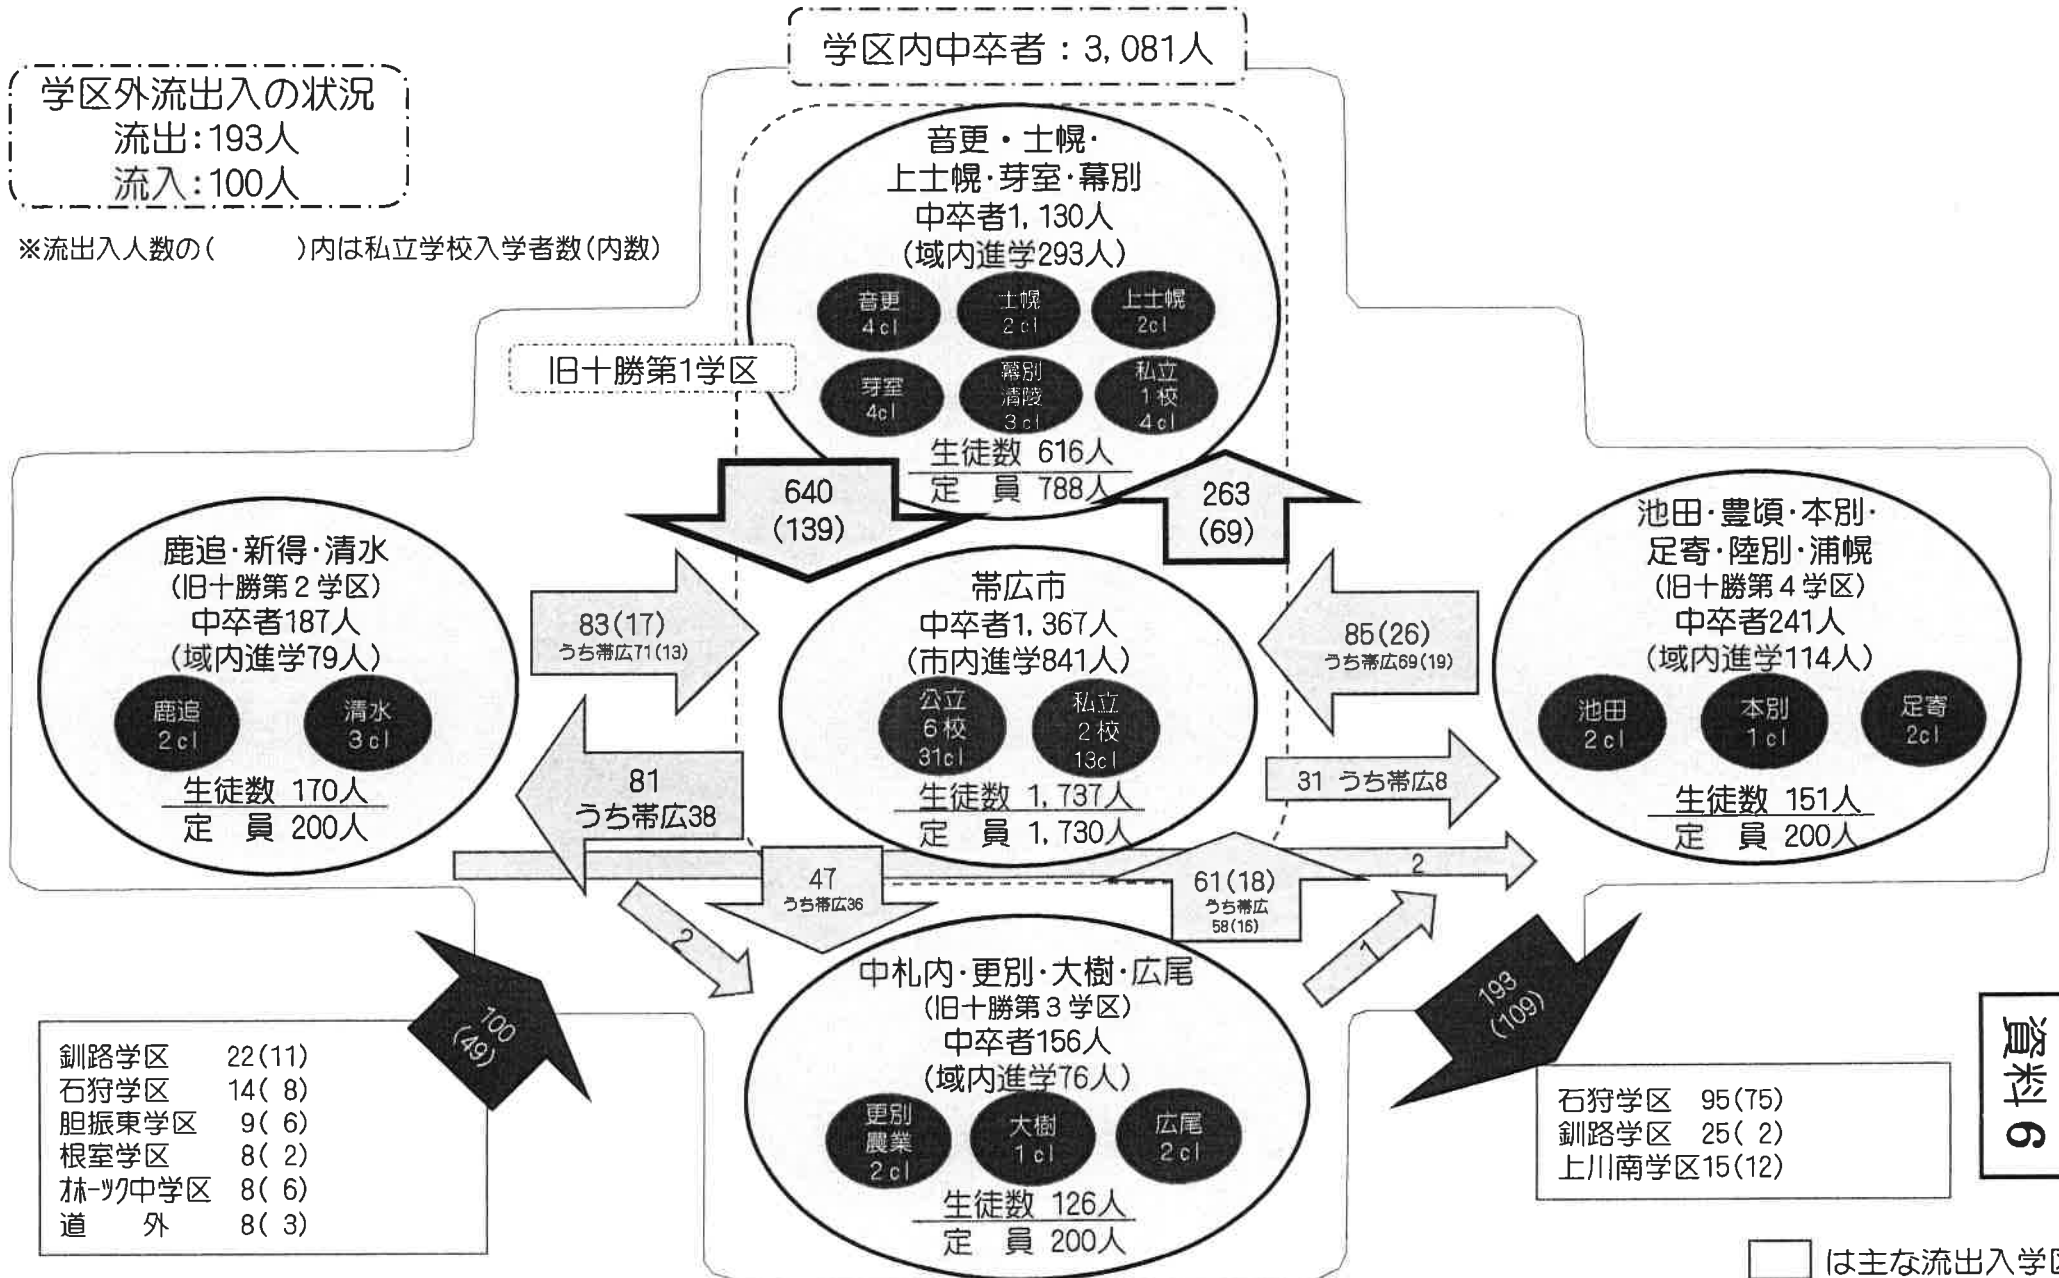 学区内中卒者：3,081人
学区外流出入の状況
流出:193人
流入:100人
※流出入人数の(　　　)内は私立学校入学者数(内数)
音更・士幌・
上士幌・芽室・幕別
中卒者1,130人
(域内進学293人)
音更
4cl
士幌
2cl
上士幌
2cl
芽室
4cl
幕別
清陵
3cl
私立
1校
4cl
生徒数 616人
定　員 788人
旧十勝第1学区
640
(139)
263
(69)
鹿追・新得・清水
(旧十勝第2学区)
中卒者187人
(域内進学79人)
鹿追
2cl
清水
3cl
生徒数 170人
定　員 200人
83(17)
うち帯広71(13)
81
うち帯広38
帯広市
中卒者1,367人
(市内進学841人)
公立
6校
31cl
私立
2校
13cl
生徒数 1,737人
定　員 1,730人
85(26)
うち帯広69(19)
31 うち帯広8
池田・豊頃・本別・
足寄・陸別・浦幌
(旧十勝第4学区)
中卒者241人
(域内進学114人)
池田
2cl
本別
1cl
足寄
2cl
生徒数 151人
定　員 200人
2
47
うち帯広36
61(18)
うち帯広
58(16)
2
1
中札内・更別・大樹・広尾
(旧十勝第3学区)
中卒者156人
(域内進学76人)
更別
農業
2cl
大樹
1cl
広尾
2cl
生徒数 126人
定　員 200人
100
(49)
釧路学区　22(11)
石狩学区　14( 8)
胆振東学区　9( 6)
根室学区　8( 2)
ｵﾎｰﾂｸ中学区　8( 6)
道　　外　8( 3)
193
(109)
石狩学区　95(75)
釧路学区　25( 2)
上川南学区15(12)
資料6
は主な流出入学区